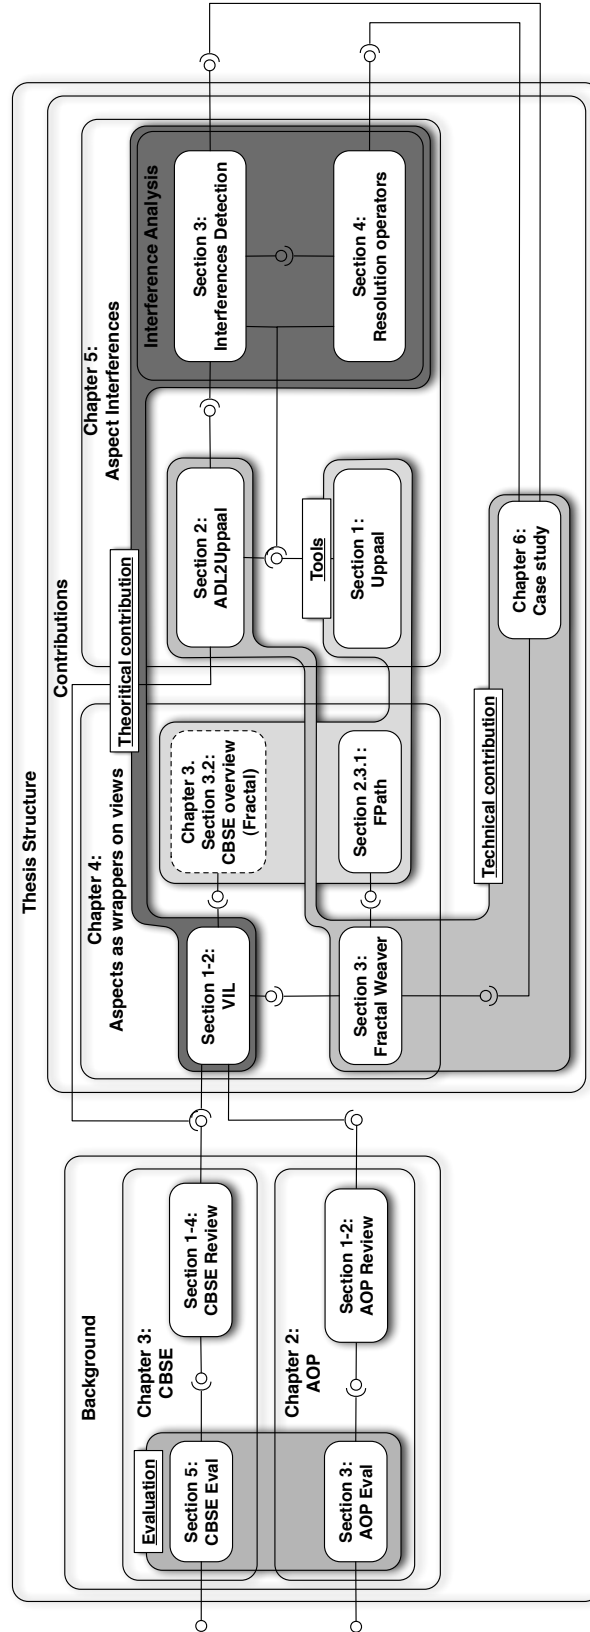 Thesis Structure
Background
Evaluation
Chapter 3:
CBSE
Section 5:
CBSE Eval
Section 1-4:
CBSE Review
Chapter 2:
AOP
Section 3:
AOP Eval
Section 1-2:
AOP Review
Contributions
Chapter 4:
Aspects as wrappers on views
Section 1-2:
VIL
Chapter 3.
Section 3.2:
CBSE overview
(Fractal)
Section 3:
Fractal Weaver
Section 2.3.1:
FPath
Theoritical contribution
Chapter 5:
Aspect Interferences
Section 2:
ADL2Uppaal
Tools
Section 1:
Uppaal
Interference Analysis
Section 3:
Interferences Detection
Section 4:
Resolution operators
Technical contribution
Chapter 6:
Case study